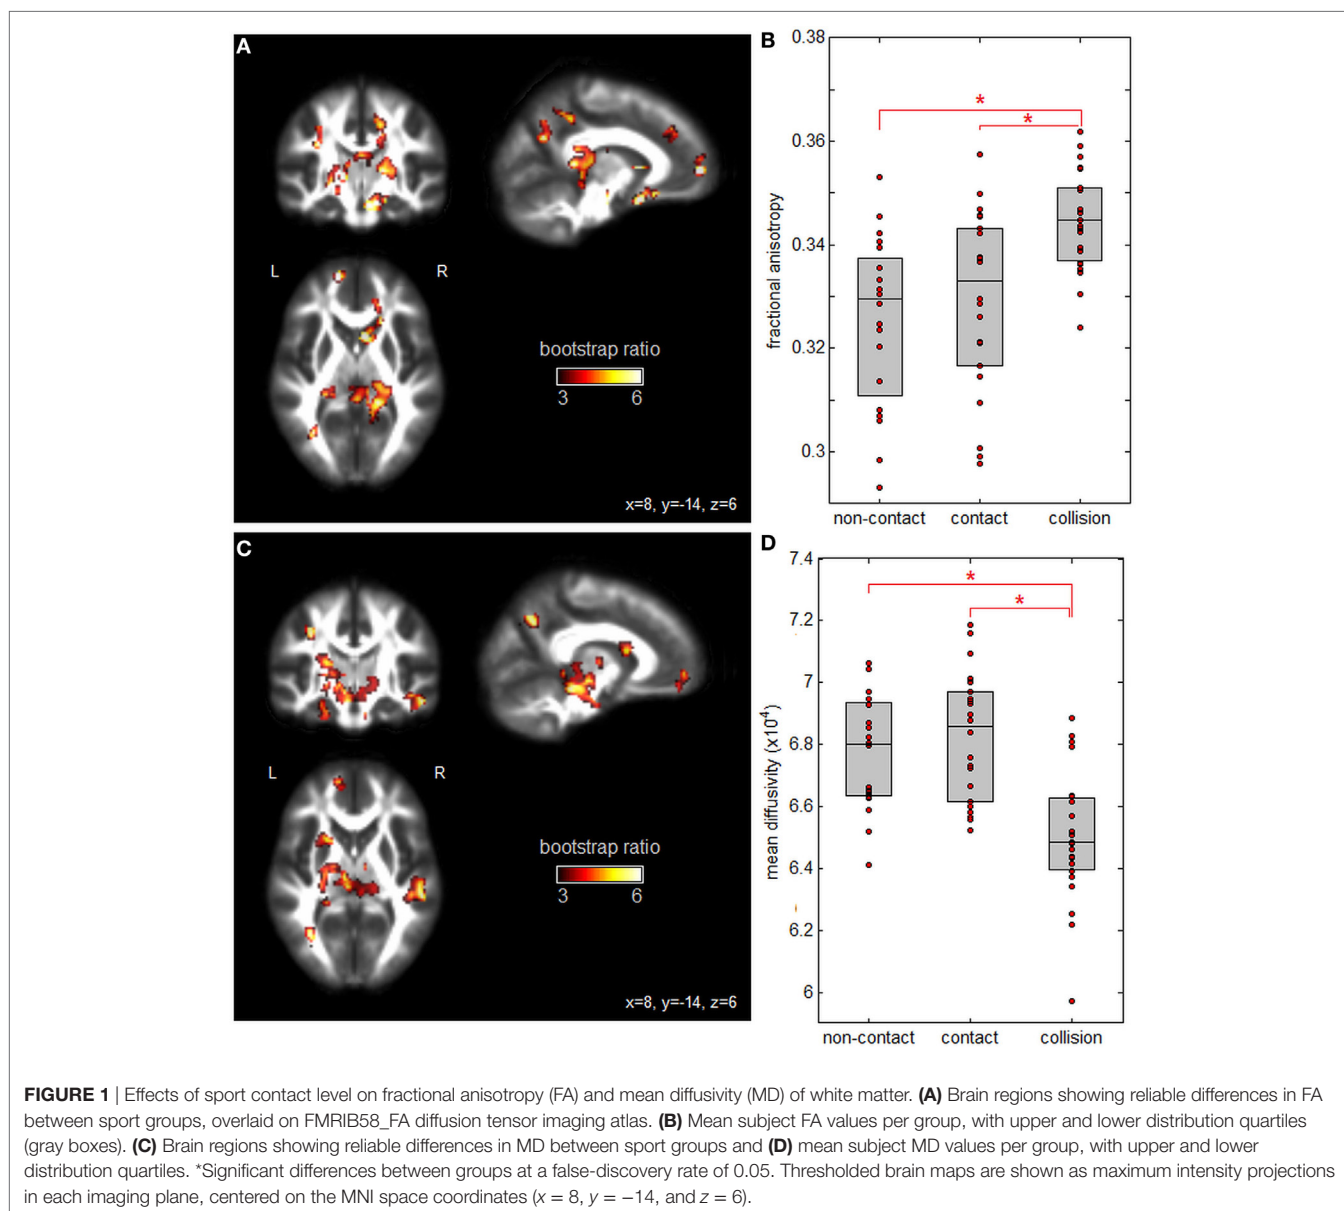 A
L
R
bootstrap ratio
3 6
x=8, y=-14, z=6
B
0.38
0.36
0.34
0.32
0.3
fractional anisotropy
*
*
non-contact contact collision
C
L
R
bootstrap ratio
3 6
x=8, y=-14, z=6
D
7.4
7.2
7
6.8
6.6
6.4
6.2
6
mean diffusivity (x10⁻⁴)
*
*
non-contact contact collision
FIGURE 1 | Effects of sport contact level on fractional anisotropy (FA) and mean diffusivity (MD) of white matter. (A) Brain regions showing reliable differences in FA
between sport groups, overlaid on FMRIB58_FA diffusion tensor imaging atlas. (B) Mean subject FA values per group, with upper and lower distribution quartiles
(gray boxes). (C) Brain regions showing reliable differences in MD between sport groups and (D) mean subject MD values per group, with upper and lower
distribution quartiles. *Significant differences between groups at a false-discovery rate of 0.05. Thresholded brain maps are shown as maximum intensity projections
in each imaging plane, centered on the MNI space coordinates (x = 8, y = −14, and z = 6).